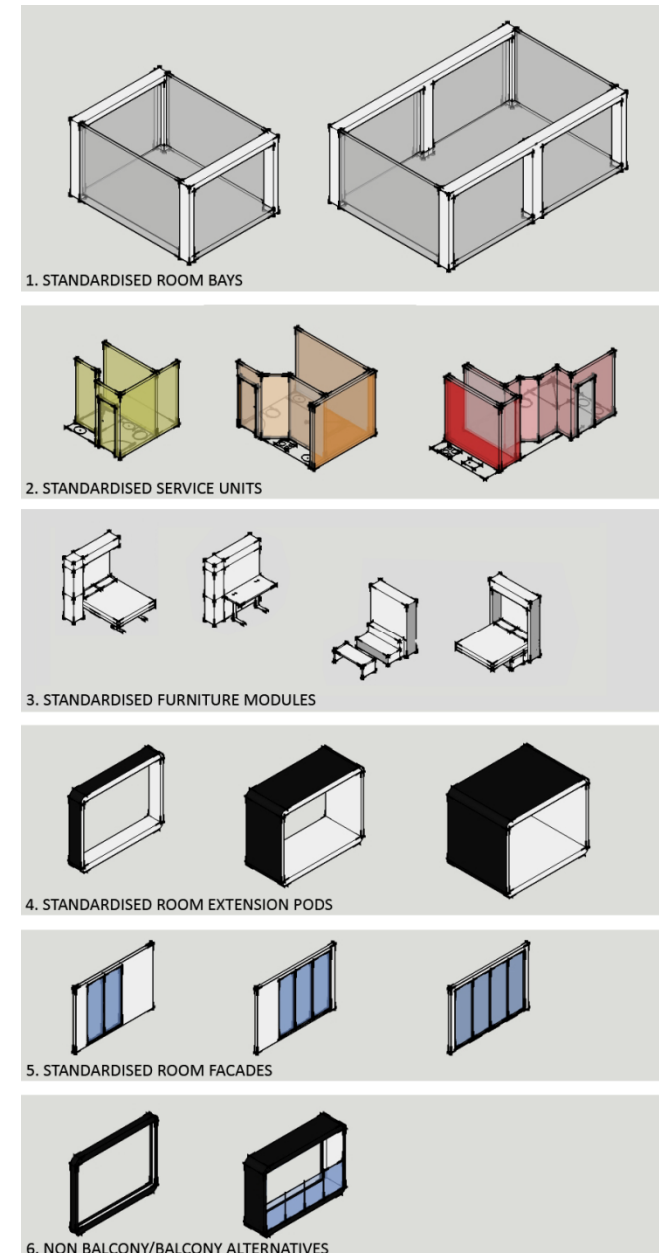 1. STANDARDISED ROOM BAYS
2. STANDARDISED SERVICE UNITS
3. STANDARDISED FURNITURE MODULES
4. STANDARDISED ROOM EXTENSION PODS
5. STANDARDISED ROOM FACADES
6. NON BALCONY/BALCONY ALTERNATIVES